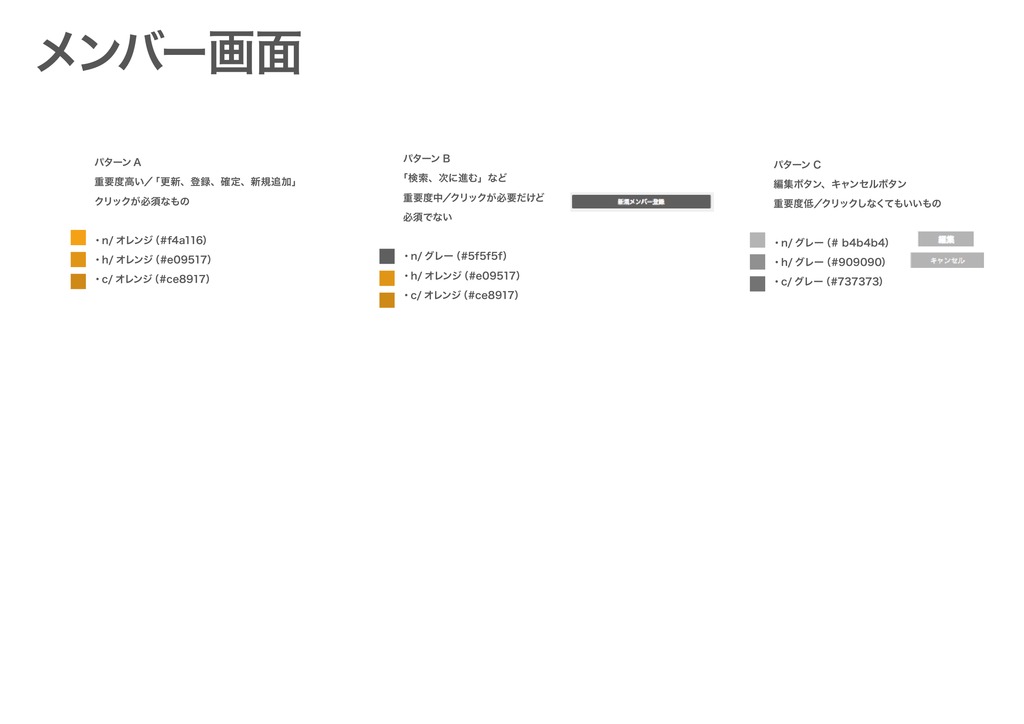 メンバー画面
パターン A
重要度高い／「更新、登録、確定、新規追加」
クリックが必須なもの
・n/ オレンジ（#f4a116）
・h/ オレンジ（#e09517）
・c/ オレンジ（#ce8917）
パターン B
「検索、次に進む」など
重要度中／クリックが必要だけど
必須でない
新規メンバー登録
・n/ グレー（#5f5f5f）
・h/ オレンジ（#e09517）
・c/ オレンジ（#ce8917）
パターン C
編集ボタン、キャンセルボタン
重要度低／クリックしなくてもいいもの
・n/ グレー（# b4b4b4）
・h/ グレー（#909090）
・c/ グレー（#737373）
編集
キャンセル